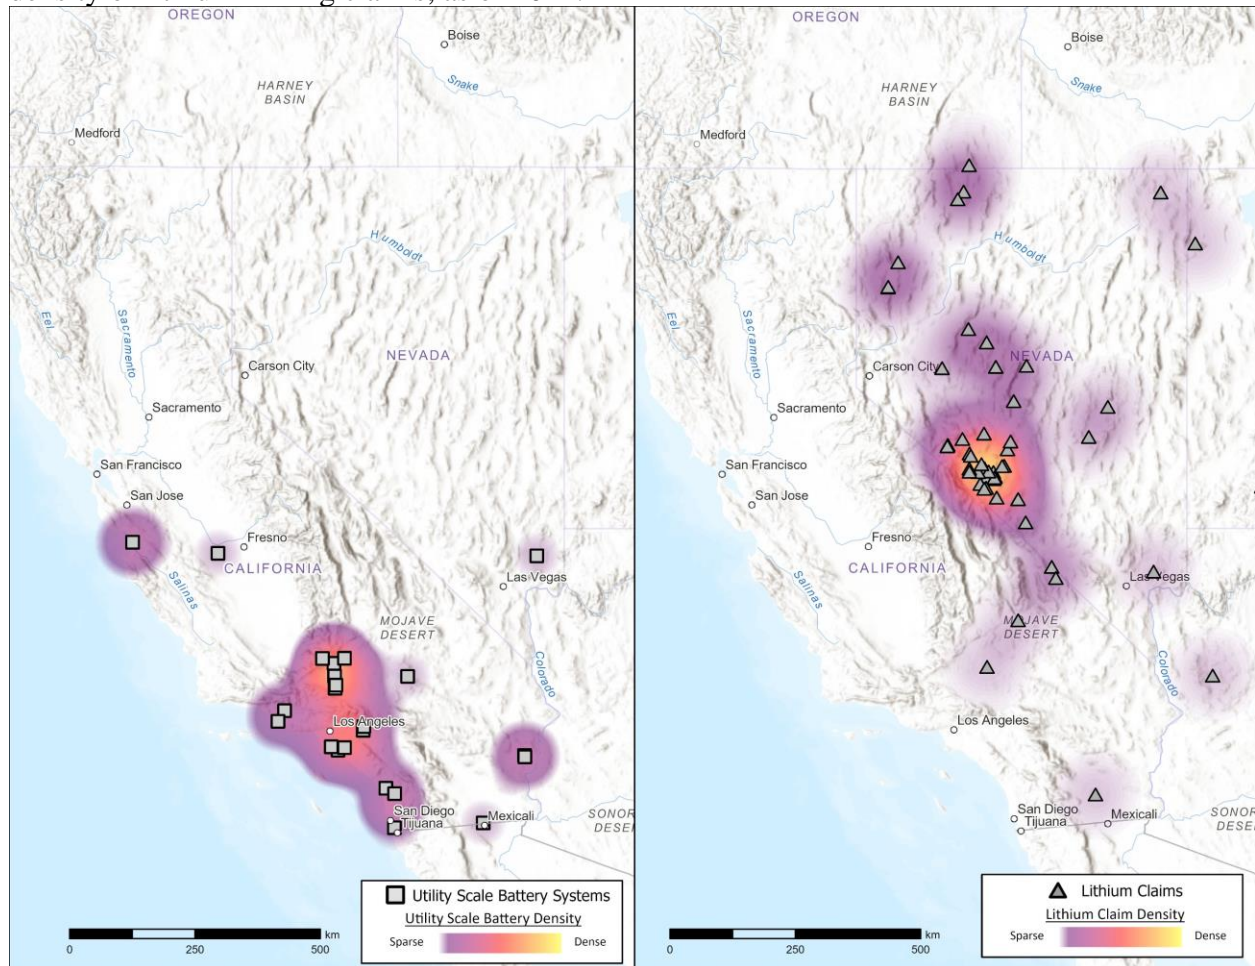 OREGON
Boise
Snake
HARNEY
BASIN
Medford
Humboldt
Eel
Sacramento
NEVADA
Carson City
Sacramento
San Francisco
San Jose
Fresno
CALIFORNIA
Las Vegas
Salinas
MOJAVE
DESERT
Colorado
Los Angeles
San Diego
Tijuana
Mexicali
SONOR
DESER
Utility Scale Battery Systems
Utility Scale Battery Density
Sparse Dense
km
0 250 500
OREGON
Boise
Snake
HARNEY
BASIN
Medford
Humboldt
Eel
Sacramento
NEVADA
Carson City
Sacramento
San Francisco
San Jose
Fresno
CALIFORNIA
Las Vegas
Salinas
MOJAVE
DESERT
Colorado
Los Angeles
San Diego
Tijuana
Mexicali
SONOR
DESE
Lithium Claims
Lithium Claim Density
Sparse Dense
km
0 250 500